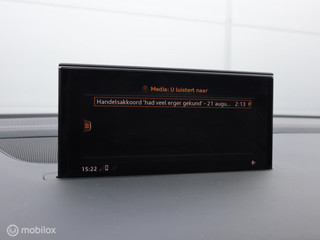 Media: U luistert naar
Handelsakkoord 'had veel erger gekund' - 21 augu... 2:13
15:22
mobilox